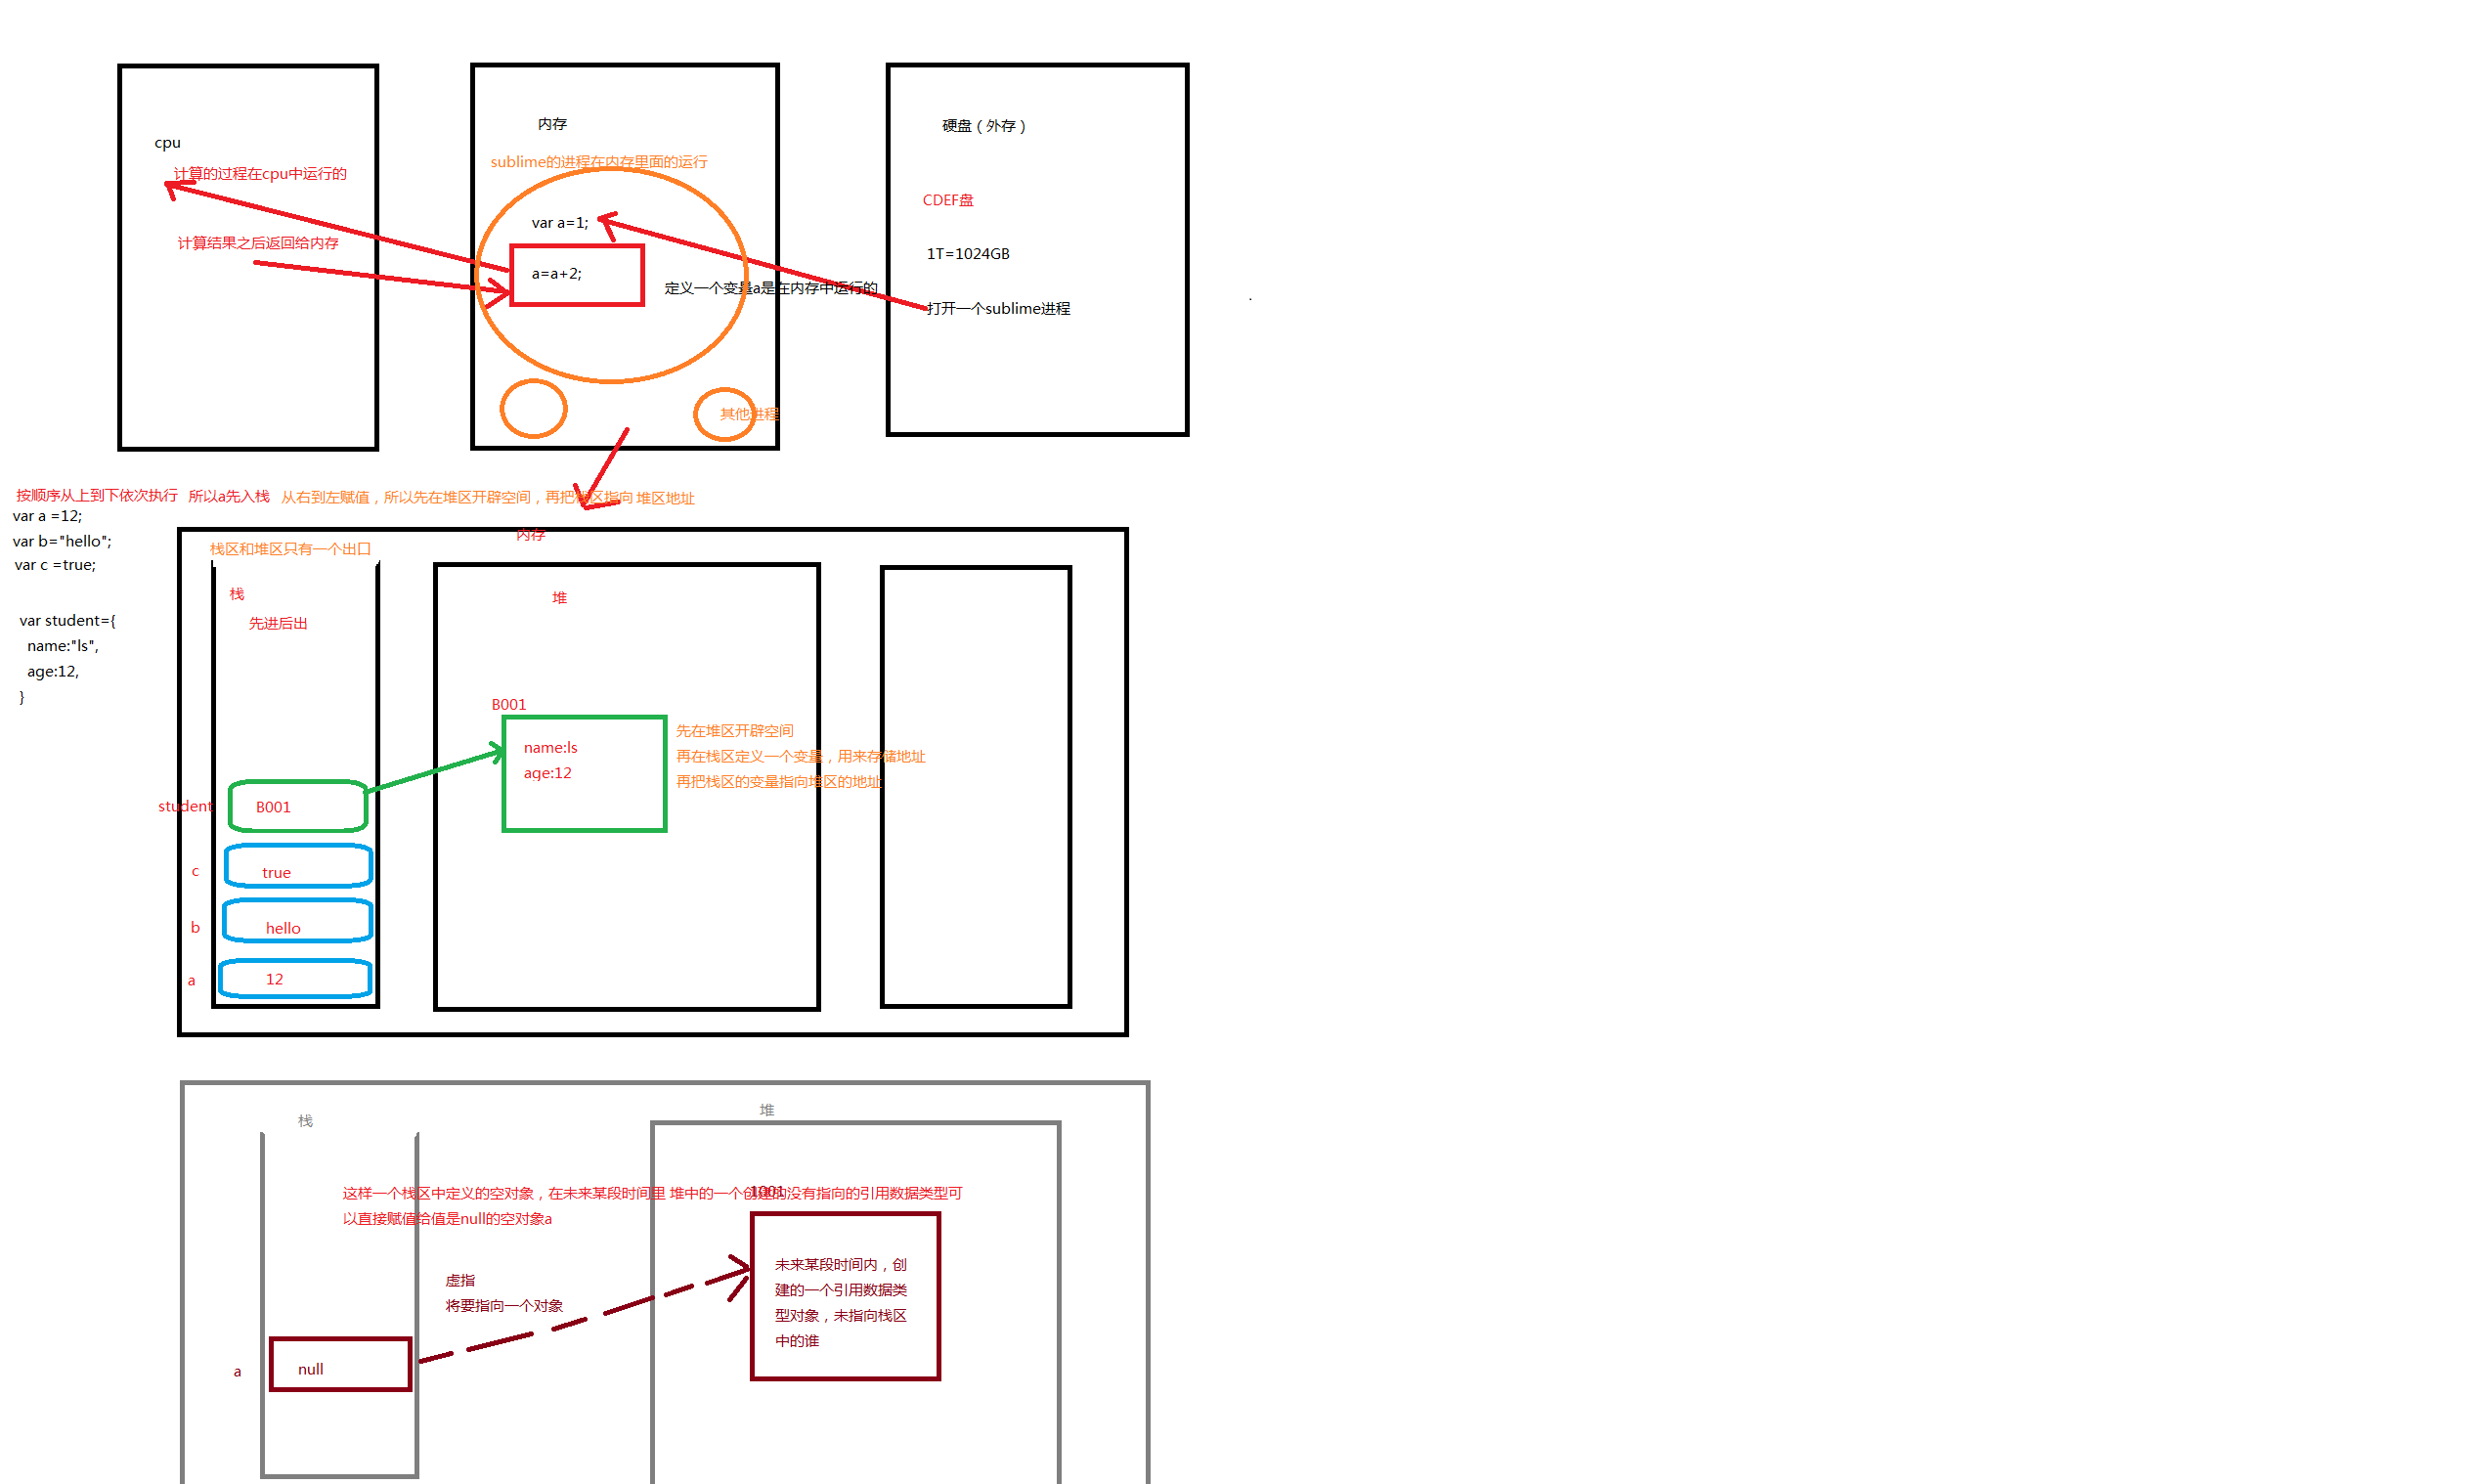 cpu
计算的过程在cpu中运行的
计算结果之后返回给内存
内存
sublime的进程在内存里面的运行
var a=1;
a=a+2;
定义一个变量a是在内存中运行的
其他进程
硬盘（外存）
CDEF盘
1T=1024GB
打开一个sublime进程
按顺序从上到下依次执行 所以a先入栈 从右到左赋值，所以先在堆区开辟空间，再把栈区指向 堆区地址
var a =12;
var b="hello";
var c =true;
var student={
name:"ls",
age:12,
}
内存
栈区和堆区只有一个出口
栈
先进后出
student
B001
c
true
b
hello
a
12
堆
B001
name:ls
age:12
先在堆区开辟空间
再在栈区定义一个变量，用来存储地址
再把栈区的变量指向堆区的地址
栈
堆
这样一个栈区中定义的空对象，在未来某段时间里 堆中的一个创建的没有指向的引用数据类型可
以直接赋值给值是null的空对象a
1001
虚指
将要指向一个对象
未来某段时间内，创
建的一个引用数据类
型对象，未指向栈区
中的谁
a
null